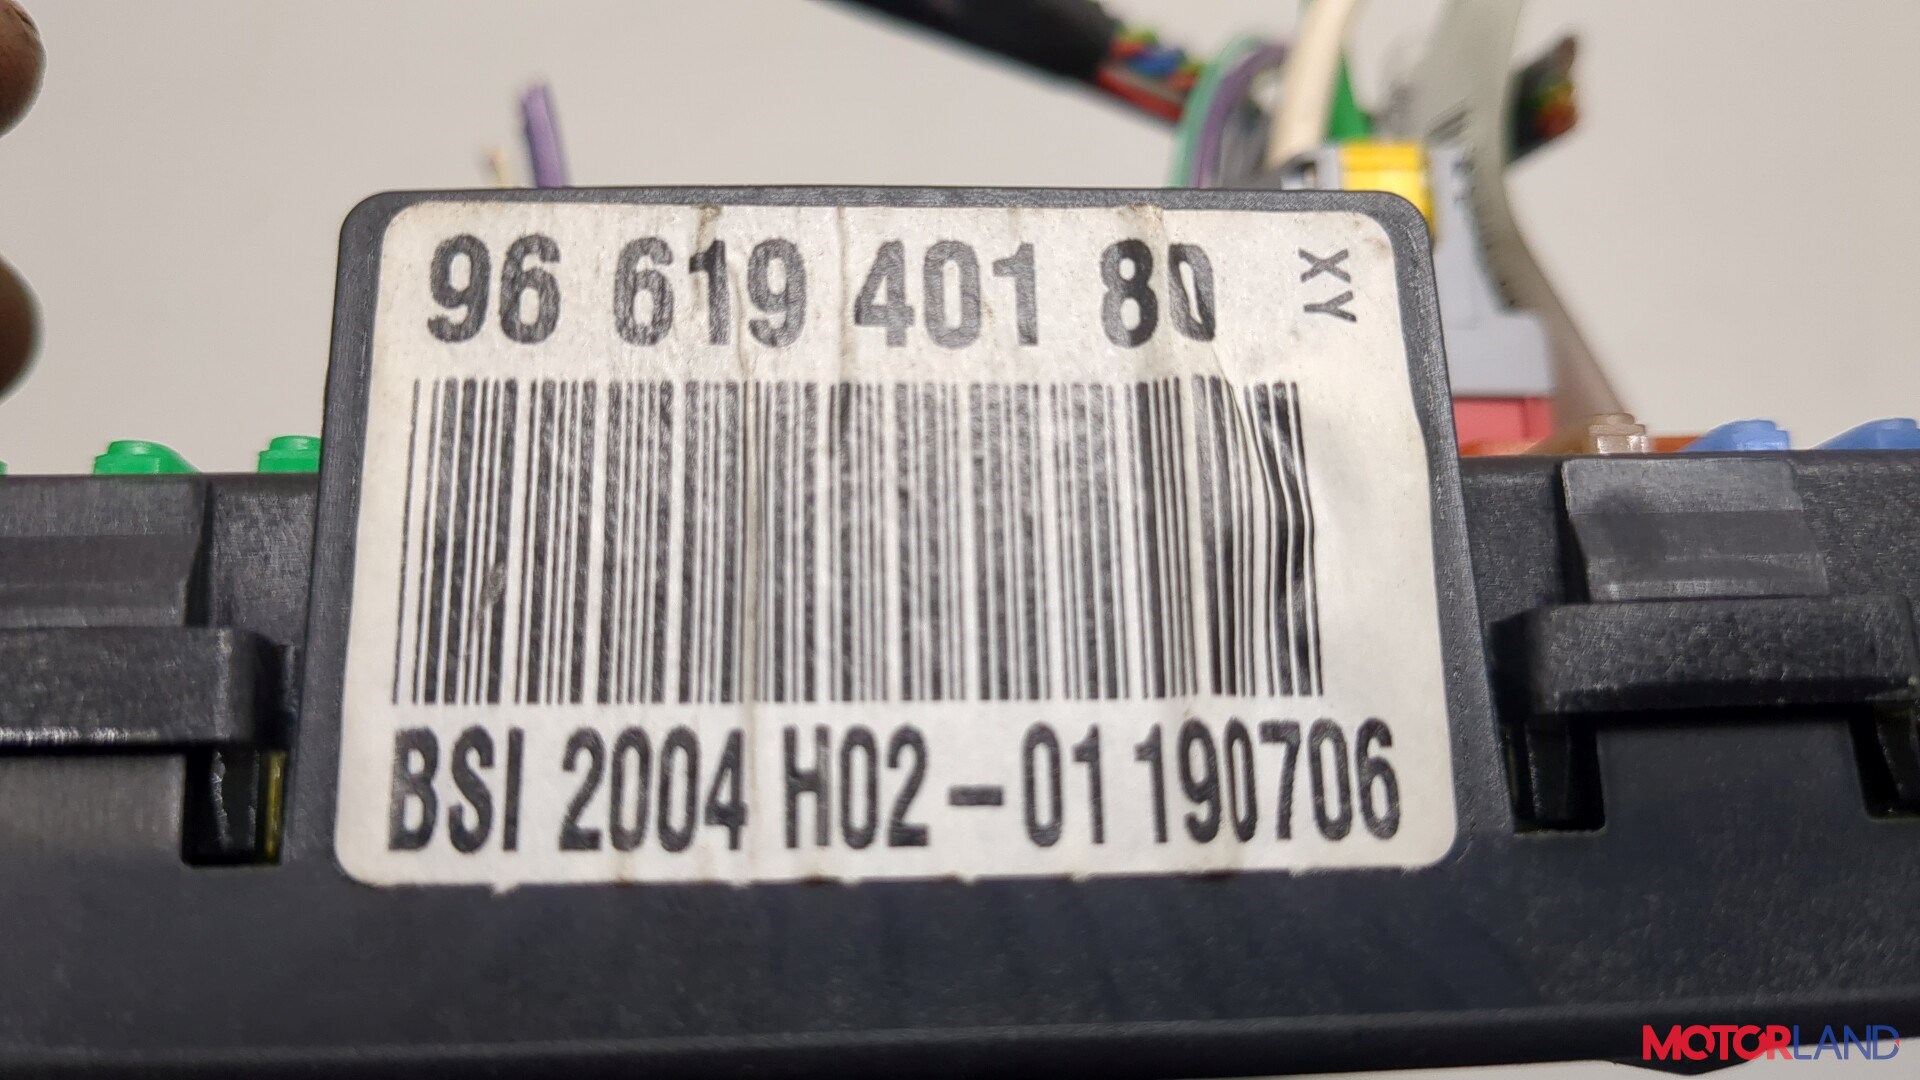 96 619 401 80
XY
BSI 2004 H02-01 190706
MOTORLAND